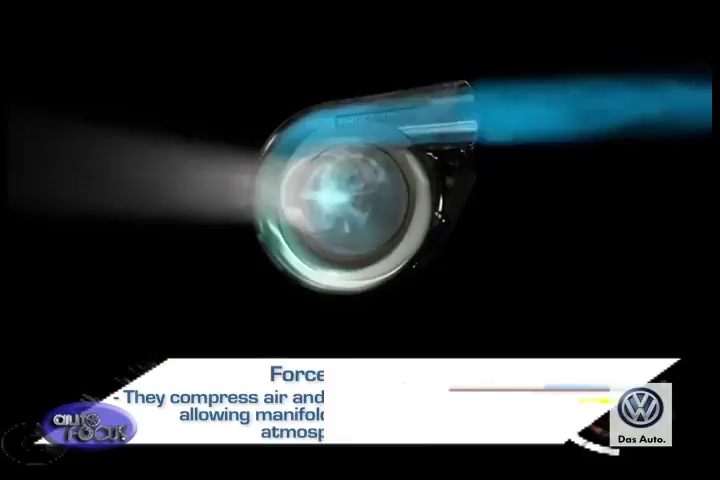 Force
- They compress air and
allowing manifol
atmosp
AUTO
FOCUS
Das Auto.